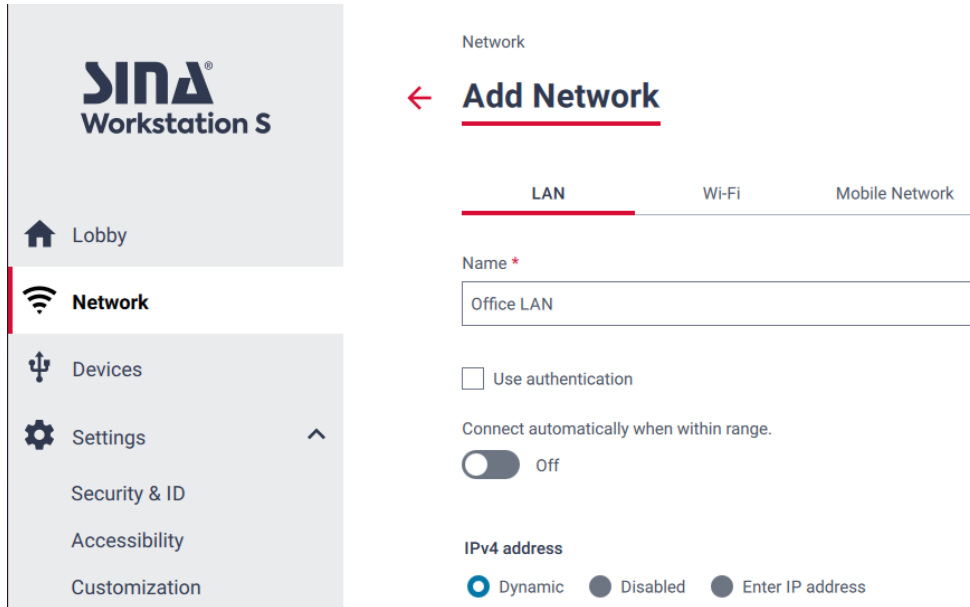 SINA®
Workstation S
Lobby
Network
Devices
Settings
Security & ID
Accessibility
Customization
Network
Add Network
LAN Wi-Fi Mobile Network
Name *
Office LAN
Use authentication
Connect automatically when within range.
Off
IPv4 address
Dynamic Disabled Enter IP address